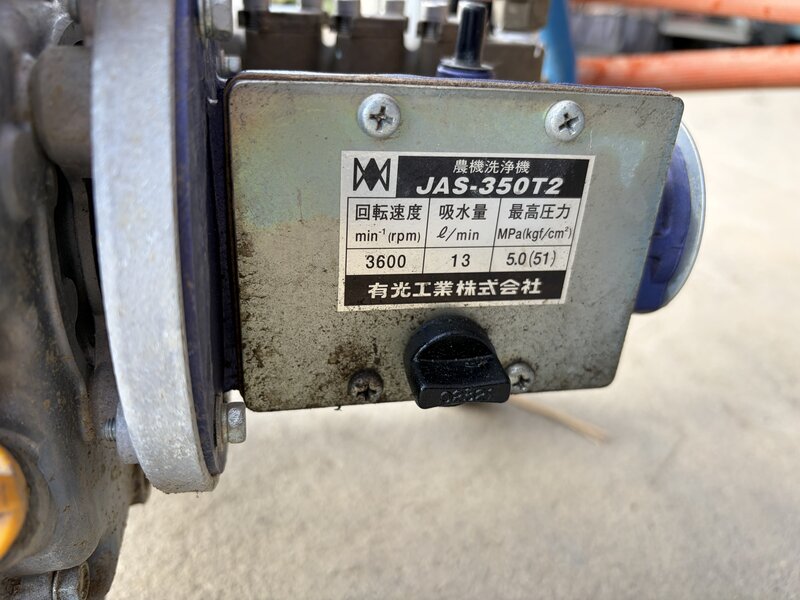 農機洗浄機
JAS-350T2
回転速度 吸水量 最高圧力
min⁻¹(rpm) ℓ/min MPa(kgf/cm²)
3600 13 5.0(51)
有光工業株式会社